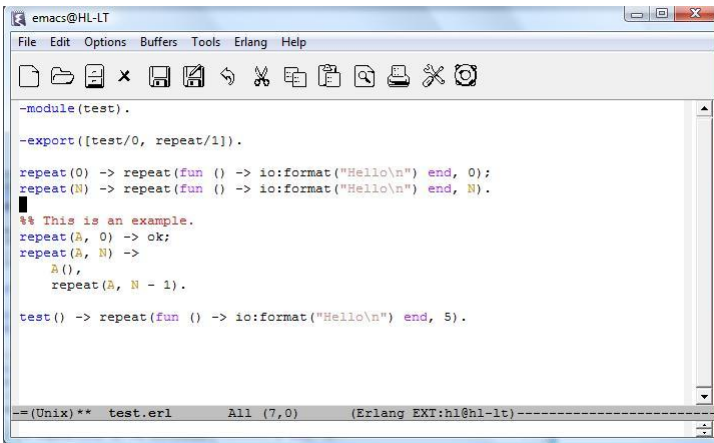 emacs@HL-LT
File Edit Options Buffers Tools Erlang Help
-module(test).
-export([test/0, repeat/1]).
repeat(0) -> repeat(fun () -> io:format("Hello\n") end, 0);
repeat(N) -> repeat(fun () -> io:format("Hello\n") end, N).
%% This is an example.
repeat(A, 0) -> ok;
repeat(A, N) ->
    A(),
    repeat(A, N - 1).
test() -> repeat(fun () -> io:format("Hello\n") end, 5).
-=(Unix)** test.erl All (7,0) (Erlang EXT:hl@hl-lt)-----------------------